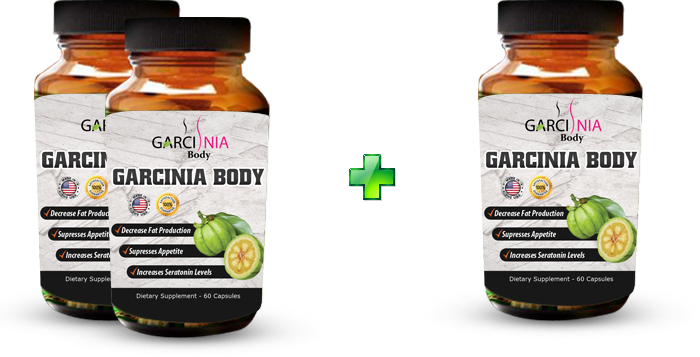 GARCINIA
Body
GARCINIA BODY
Decrease Fat Production
Supresses Appetite
Increases Seratonin Levels
Dietary Supplement - 60 Capsules
GARCINIA
Body
GARCINIA BODY
100%
Decrease Fat Production
Supresses Appetite
Increases Seratonin Levels
Dietary Supplement - 60 Capsules